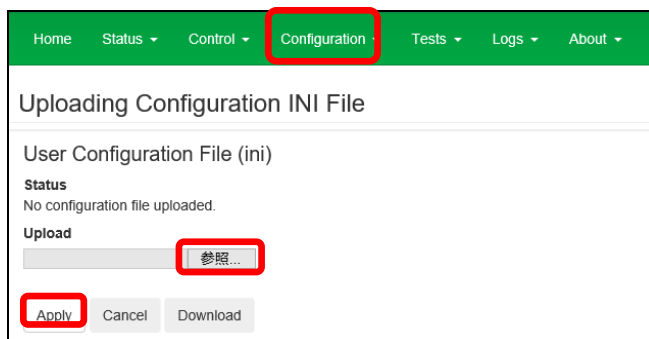 Home Status Control Configuration Tests Logs About
Uploading Configuration INI File
User Configuration File (ini)
Status
No configuration file uploaded.
Upload
参照...
Apply Cancel Download